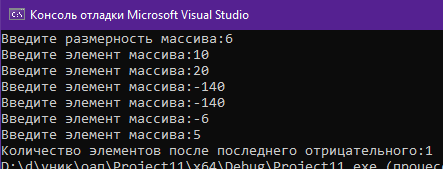 Консоль отладки Microsoft Visual Studio
Введите размерность массива:6
Введите элемент массива:10
Введите элемент массива:20
Введите элемент массива:-140
Введите элемент массива:-140
Введите элемент массива:-6
Введите элемент массива:5
Количество элементов после последнего отрицательного:1
D:\d\уник\оап\Project11\x64\Debug\Project11.exe (процес